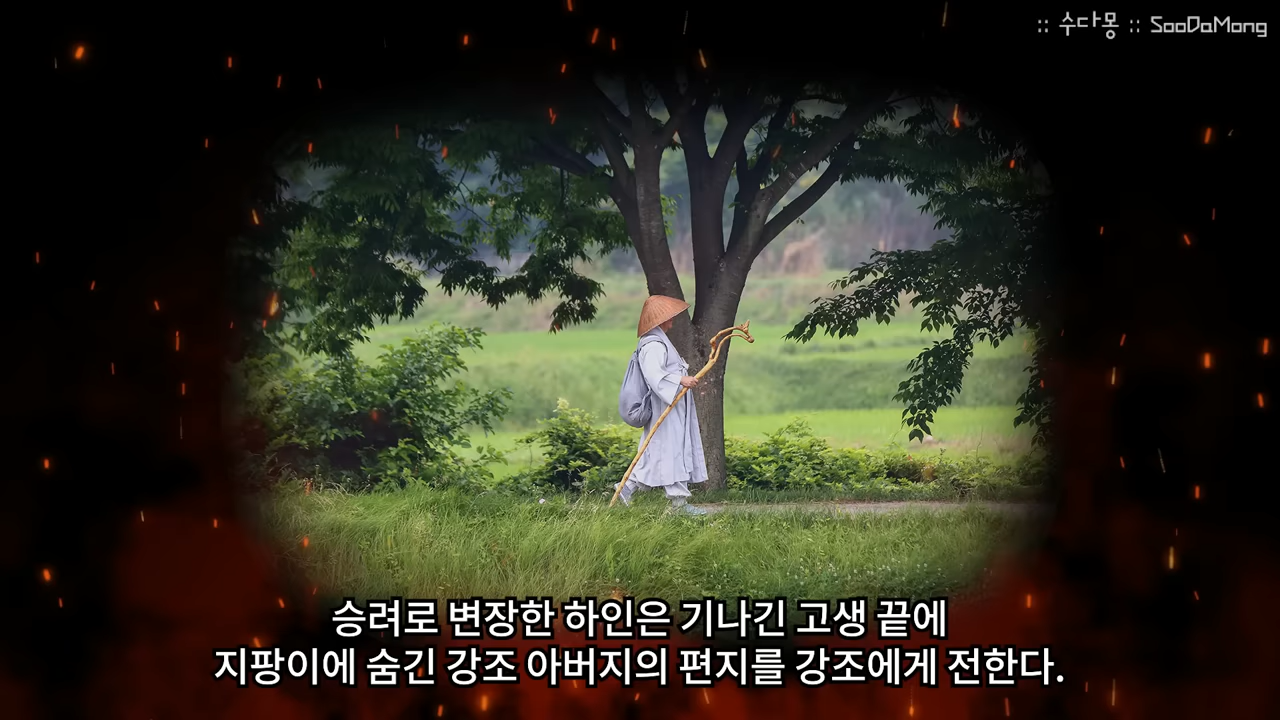 :: 수다몽 :: SooDaMong
승려로 변장한 하인은 기나긴 고생 끝에
지팡이에 숨긴 강조 아버지의 편지를 강조에게 전한다.